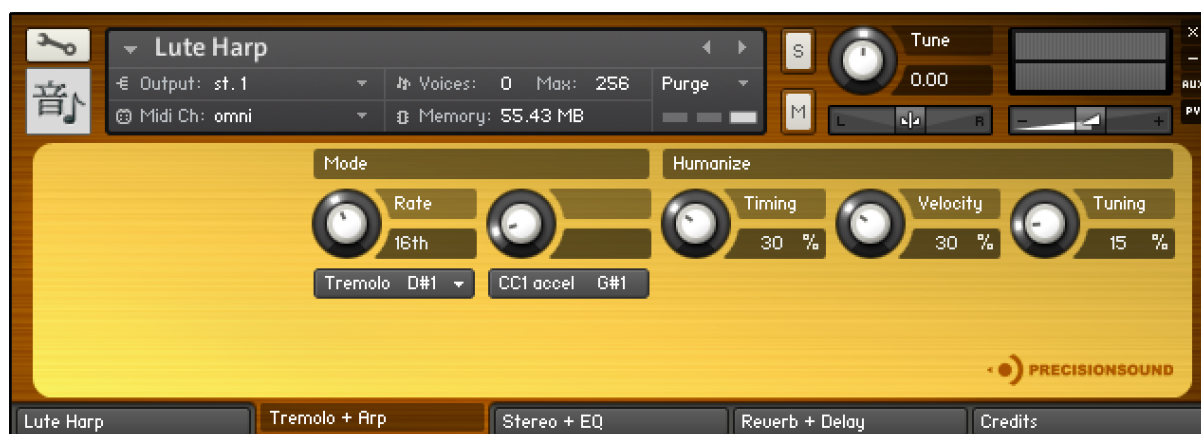 Lute Harp
Output: st. 1
Voices: 0 Max: 256
Purge
Midi Ch: omni
Memory: 55.43 MB
S
M
Tune
0.00
L
R
-
+
×
-
AUX
PV
音
Mode
Humanize
Rate
16th
Timing
30 %
Velocity
30 %
Tuning
15 %
Tremolo D#1
CC1 accel G#1
PRECISIONSOUND
Lute Harp
Tremolo + Arp
Stereo + EQ
Reverb + Delay
Credits